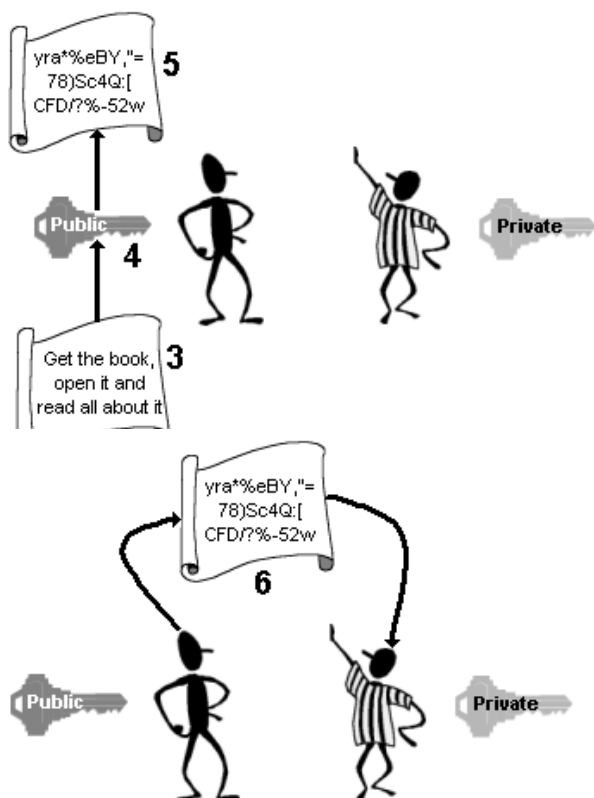 yra*%eBY,"=
78)Sc4Q:[
CFD/?%-52w
5
Public
4
Private
Get the book,
open it and
read all about it
3
yra*%eBY,"=
78)Sc4Q:[
CFD/?%-52w
6
Public
Private